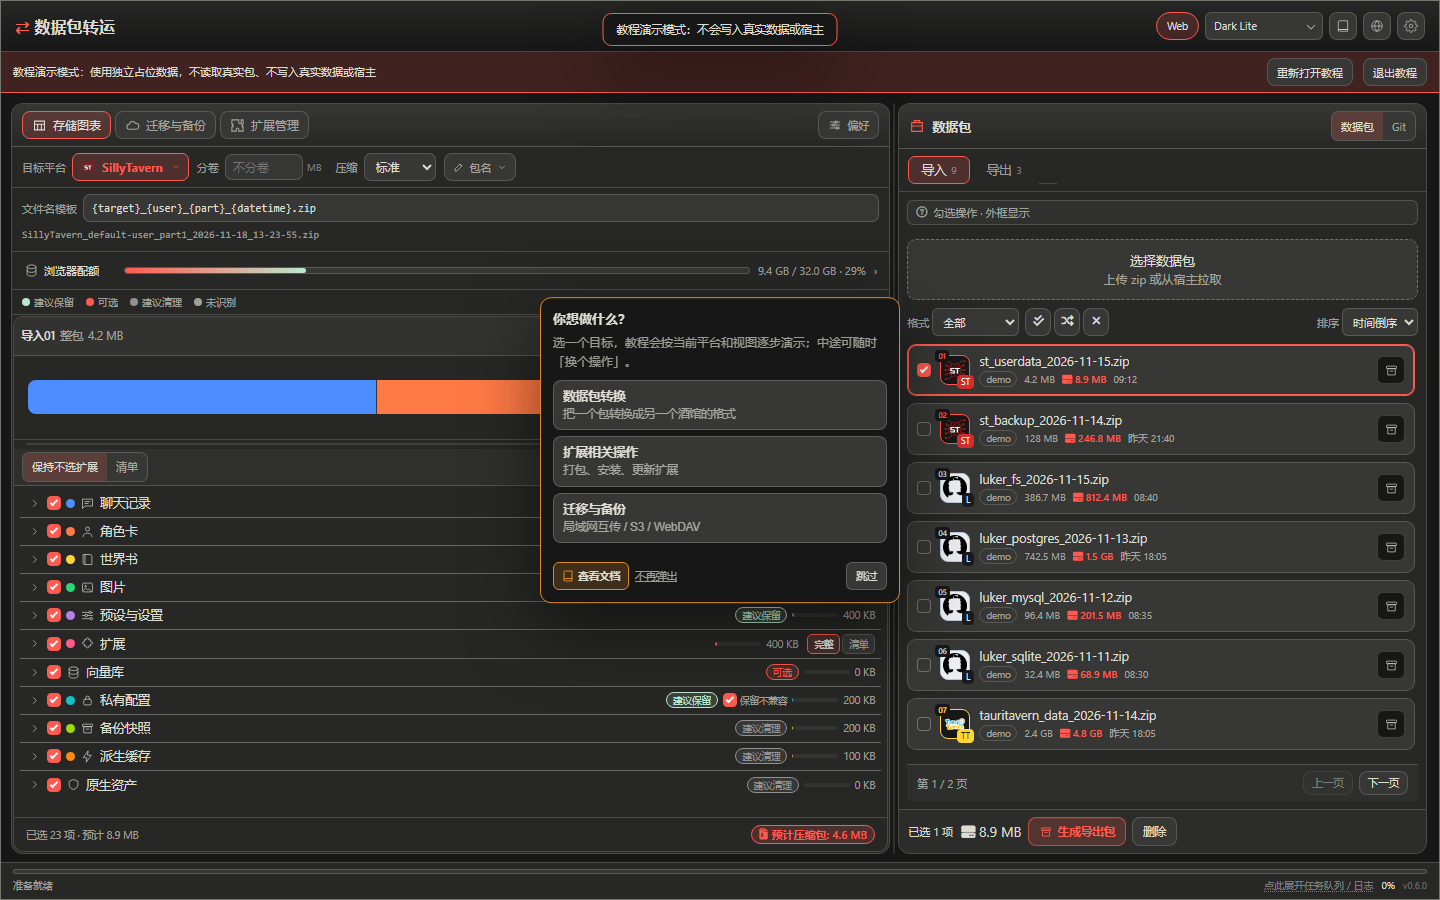 数据包转运
教程演示模式：不会写入真实数据或宿主
Web
Dark Lite
教程演示模式：使用独立占位数据，不读取真实包、不写入真实数据或宿主
重新打开教程
退出教程
存储图表
迁移与备份
扩展管理
偏好
目标平台
ST SillyTavern
分卷
不分卷
MB
压缩
标准
包名
文件名模板
{target}_{user}_{part}_{datetime}.zip
SillyTavern_default-user_part1_2026-11-18_13-23-55.zip
浏览器配额
9.4 GB / 32.0 GB · 29% ›
建议保留
可选
建议清理
未识别
导入01 整包 4.2 MB
保持不选扩展
清单
聊天记录
角色卡
世界书
图片
预设与设置
建议保留
400 KB
扩展
400 KB
完整
清单
向量库
可选
0 KB
私有配置
建议保留
保留不兼容
200 KB
备份快照
建议清理
200 KB
派生缓存
建议清理
100 KB
原生资产
建议清理
0 KB
已选 23 项 · 预计 8.9 MB
预计压缩包: 4.6 MB
你想做什么?
选一个目标，教程会按当前平台和视图逐步演示；中途可随时
「换个操作」。
数据包转换
把一个包转换成另一个酒馆的格式
扩展相关操作
打包、安装、更新扩展
迁移与备份
局域网互传 / S3 / WebDAV
查看文档
不再弹出
跳过
数据包
数据包
Git
导入 9
导出 3
勾选操作 · 外框显示
选择数据包
上传 zip 或从宿主拉取
格式
全部
排序
时间倒序
01
ST
ST
st_userdata_2026-11-15.zip
demo 4.2 MB 8.9 MB 09:12
02
ST
ST
st_backup_2026-11-14.zip
demo 128 MB 246.8 MB 昨天 21:40
03
L
luker_fs_2026-11-15.zip
demo 386.7 MB 812.4 MB 08:40
04
L
luker_postgres_2026-11-13.zip
demo 742.5 MB 1.5 GB 昨天 18:05
05
L
luker_mysql_2026-11-12.zip
demo 96.4 MB 201.5 MB 08:35
06
L
luker_sqlite_2026-11-11.zip
demo 32.4 MB 68.9 MB 08:30
07
TT
tauritavern_data_2026-11-14.zip
demo 2.4 GB 4.8 GB 昨天 18:05
第 1 / 2 页
上一页
下一页
已选 1 项 8.9 MB
生成导出包
删除
准备就绪
点此展开任务队列 / 日志 0% v0.6.0